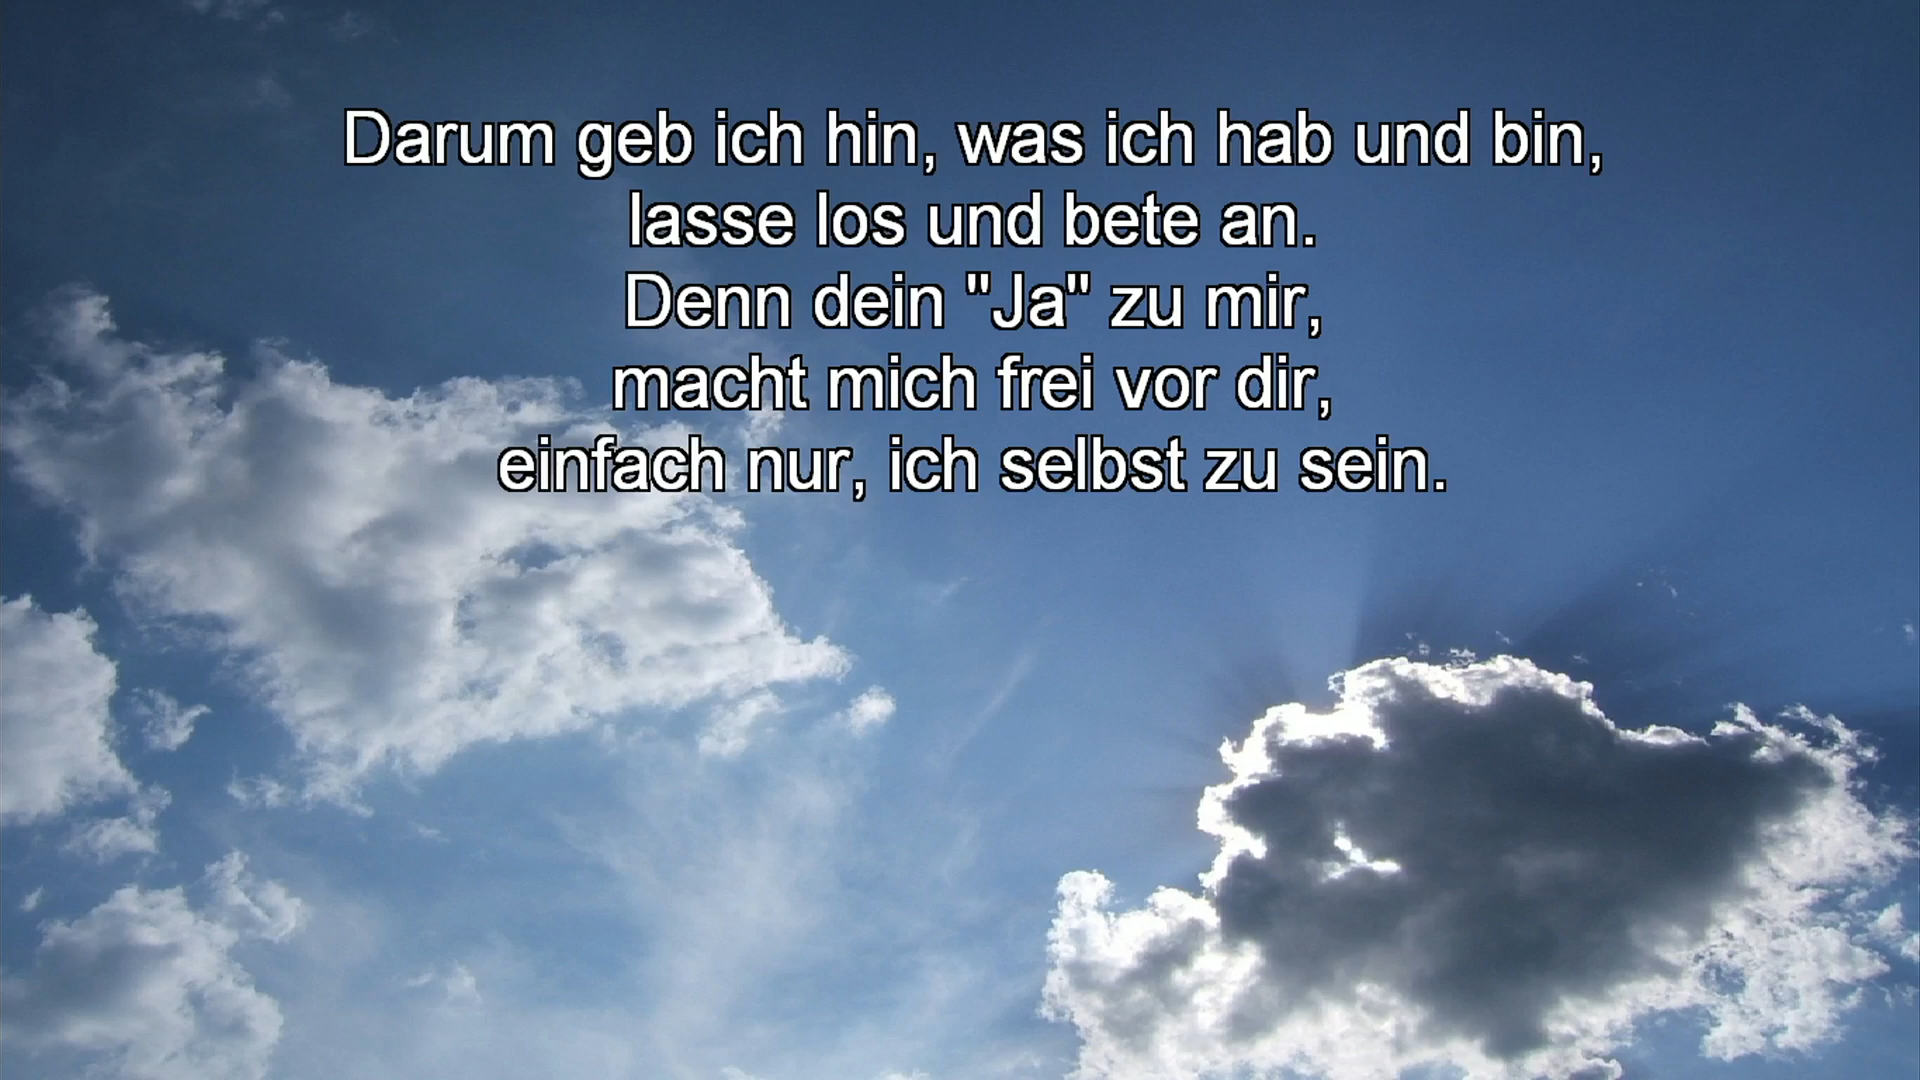 Darum geb ich hin, was ich hab und bin,
lasse los und bete an.
Denn dein "Ja" zu mir,
macht mich frei vor dir,
einfach nur, ich selbst zu sein.